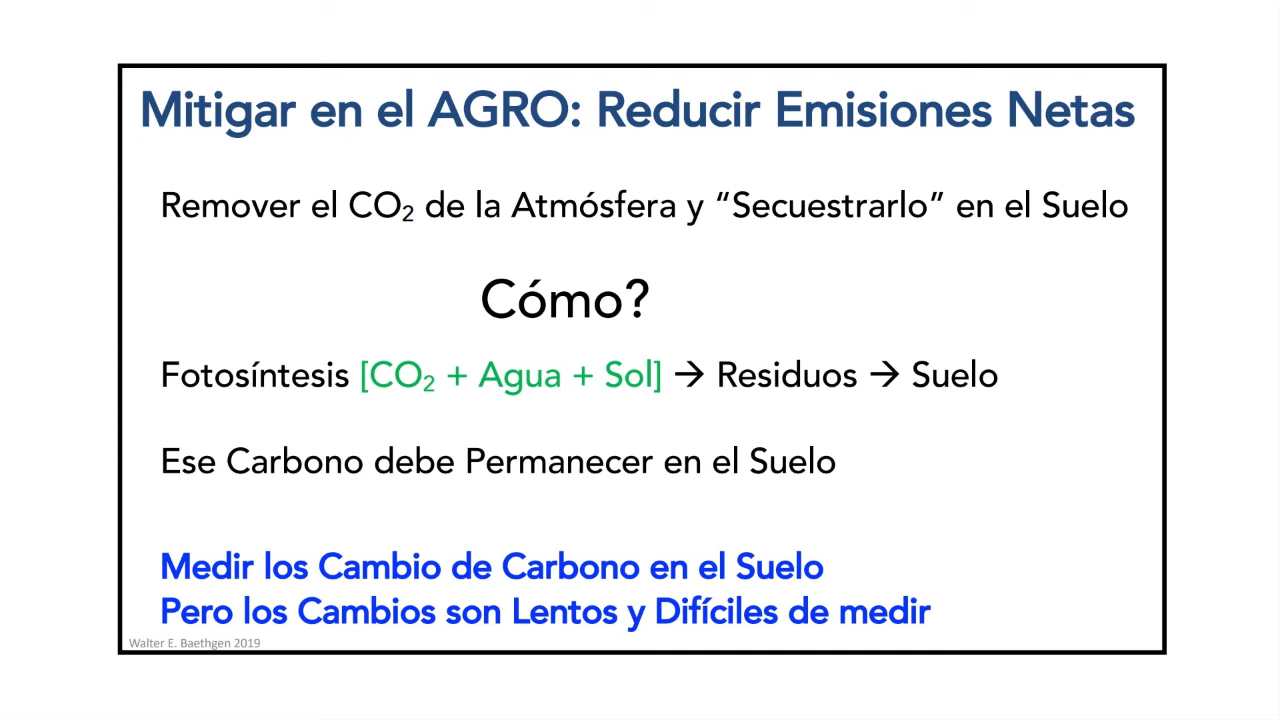 Mitigar en el AGRO: Reducir Emisiones Netas
Remover el CO₂ de la Atmósfera y “Secuestrarlo” en el Suelo
Cómo?
Fotosíntesis [CO₂ + Agua + Sol] → Residuos → Suelo
Ese Carbono debe Permanecer en el Suelo
Medir los Cambio de Carbono en el Suelo
Pero los Cambios son Lentos y Difíciles de medir
Walter E. Baethgen 2019